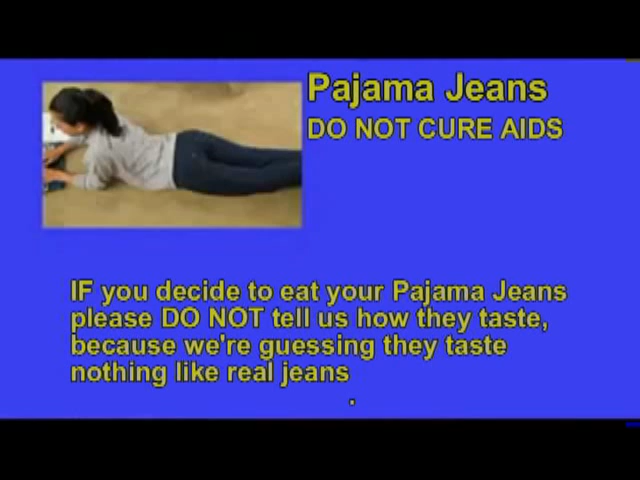 Pajama Jeans
DO NOT CURE AIDS
IF you decide to eat your Pajama Jeans
please DO NOT tell us how they taste,
because we're guessing they taste
nothing like real jeans
.